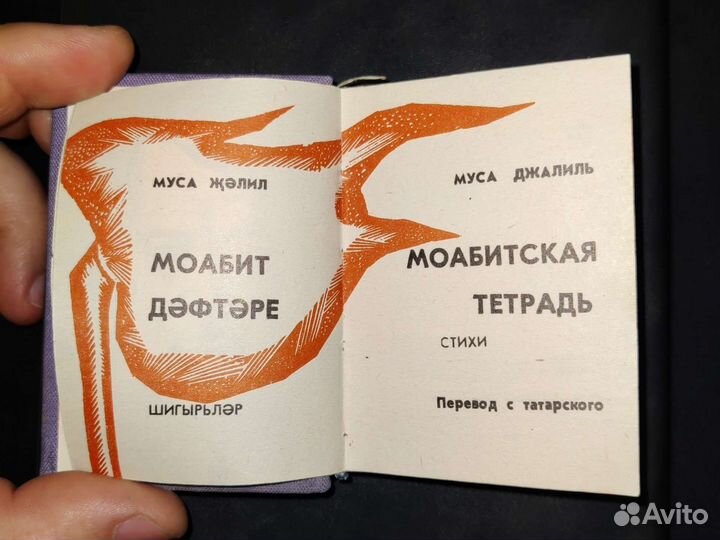 МУСА ҖӘЛИЛ
МОАБИТ
ДӘФТӘРЕ
ШИГЫРЬЛӘР
МУСА ДЖАЛИЛЬ
МОАБИТСКАЯ
ТЕТРАДЬ
СТИХИ
Перевод с татарского
Avito